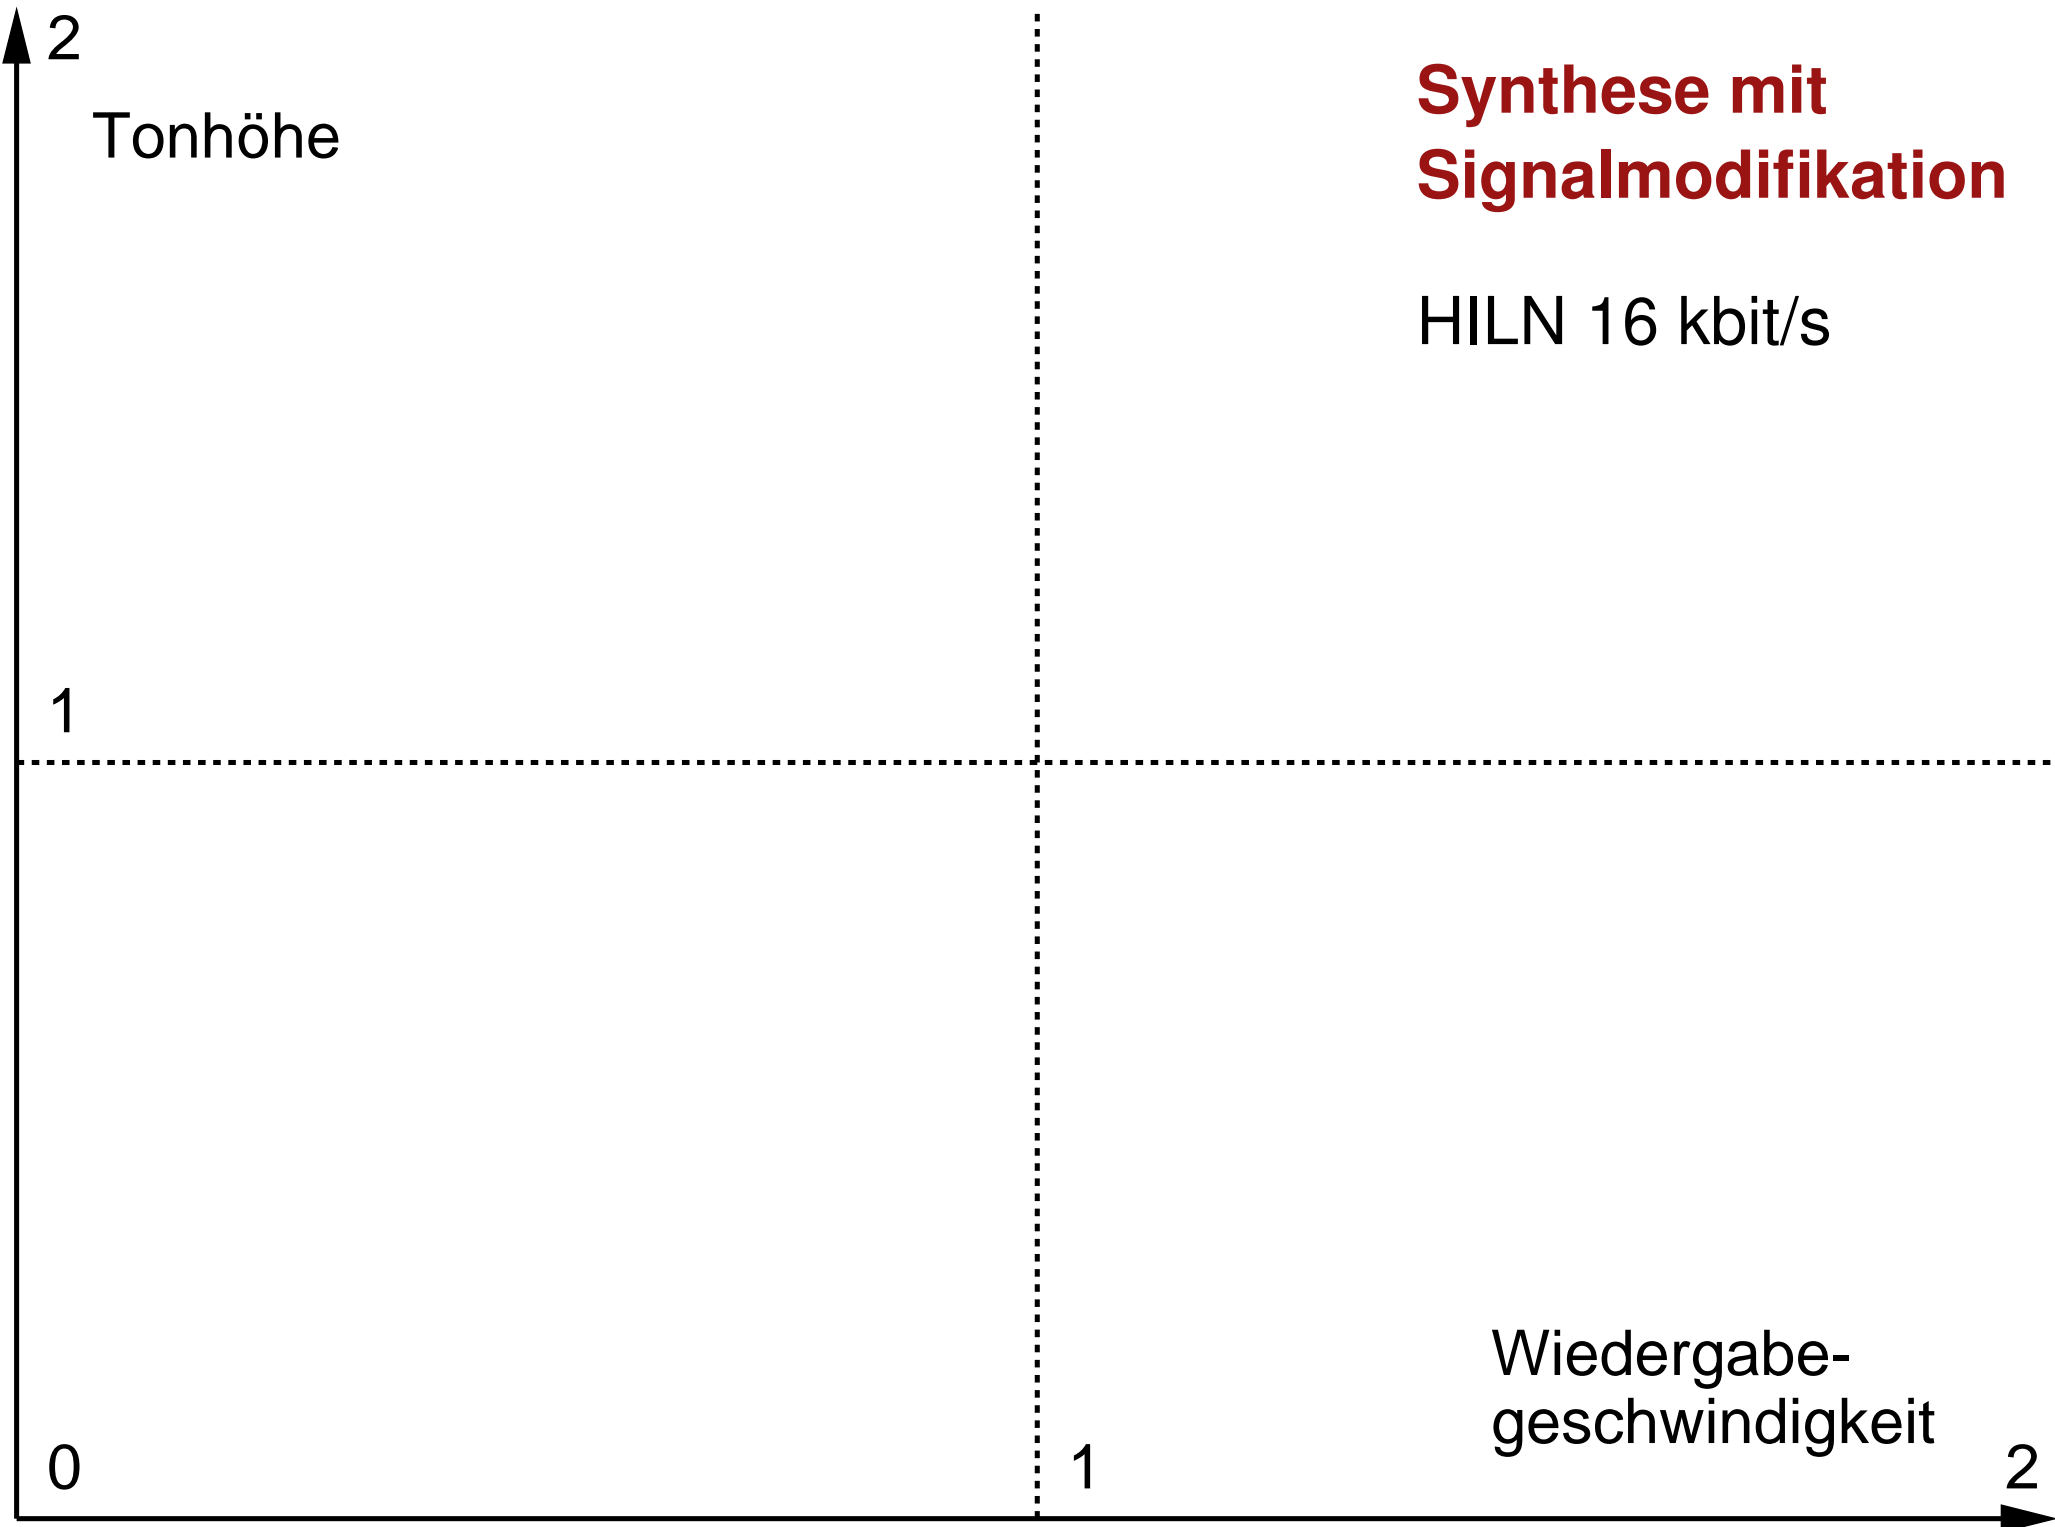 2
Tonhöhe
Synthese mit
Signalmodifikation
HILN 16 kbit/s
1
Wiedergabe-
geschwindigkeit
0
1
2